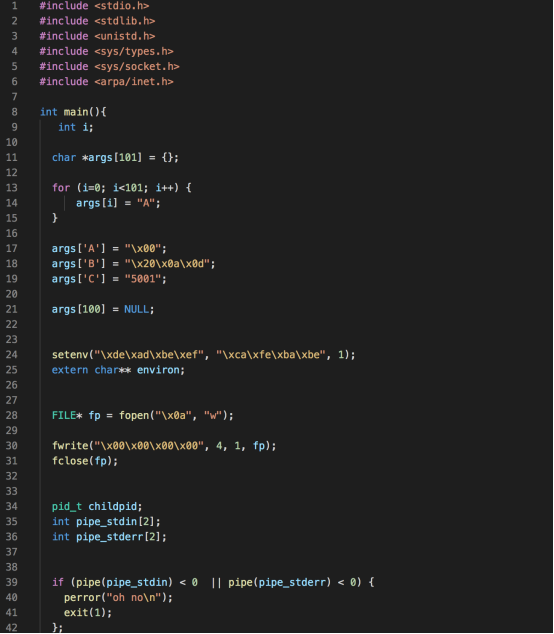 1 #include <stdio.h>
2 #include <stdlib.h>
3 #include <unistd.h>
4 #include <sys/types.h>
5 #include <sys/socket.h>
6 #include <arpa/inet.h>
7
8 int main(){
9 int i;
10
11 char *args[101] = {};
12
13 for (i=0; i<101; i++) {
14 args[i] = "A";
15 }
16
17 args['A'] = "\x00";
18 args['B'] = "\x20\x0a\x0d";
19 args['C'] = "5001";
20
21 args[100] = NULL;
22
23
24 setenv("\xde\xad\xbe\xef", "\xca\xfe\xba\xbe", 1);
25 extern char** environ;
26
27
28 FILE* fp = fopen("\x0a", "w");
29
30 fwrite("\x00\x00\x00\x00", 4, 1, fp);
31 fclose(fp);
32
33
34 pid_t childpid;
35 int pipe_stdin[2];
36 int pipe_stderr[2];
37
38
39 if (pipe(pipe_stdin) < 0 || pipe(pipe_stderr) < 0) {
40 perror("oh no\n");
41 exit(1);
42 };